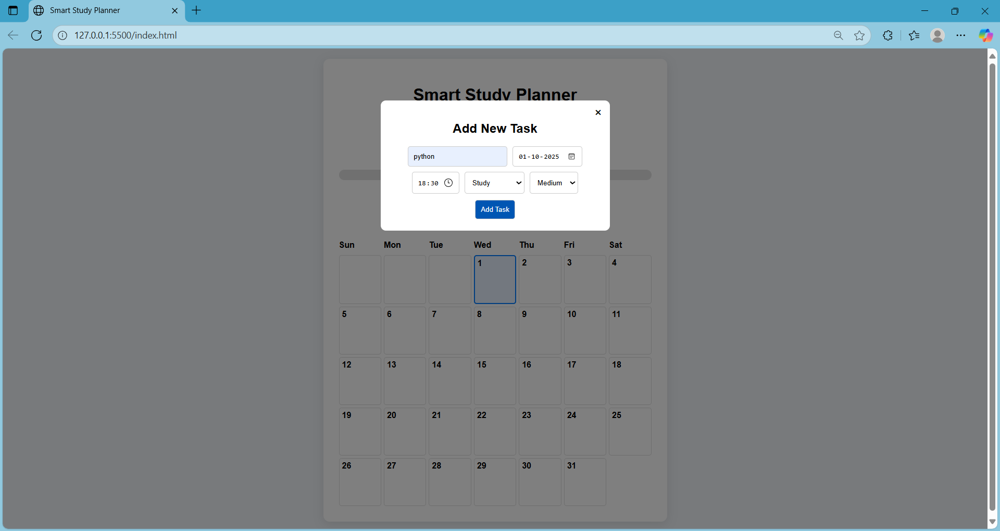 Smart Study Planner
127.0.0.1:5500/index.html
Smart Study Planner
×
Add New Task
python 01-10-2025
18:30 Study Medium
Add Task
Sun Mon Tue Wed Thu Fri Sat
1 2 3 4
5 6 7 8 9 10 11
12 13 14 15 16 17 18
19 20 21 22 23 24 25
26 27 28 29 30 31